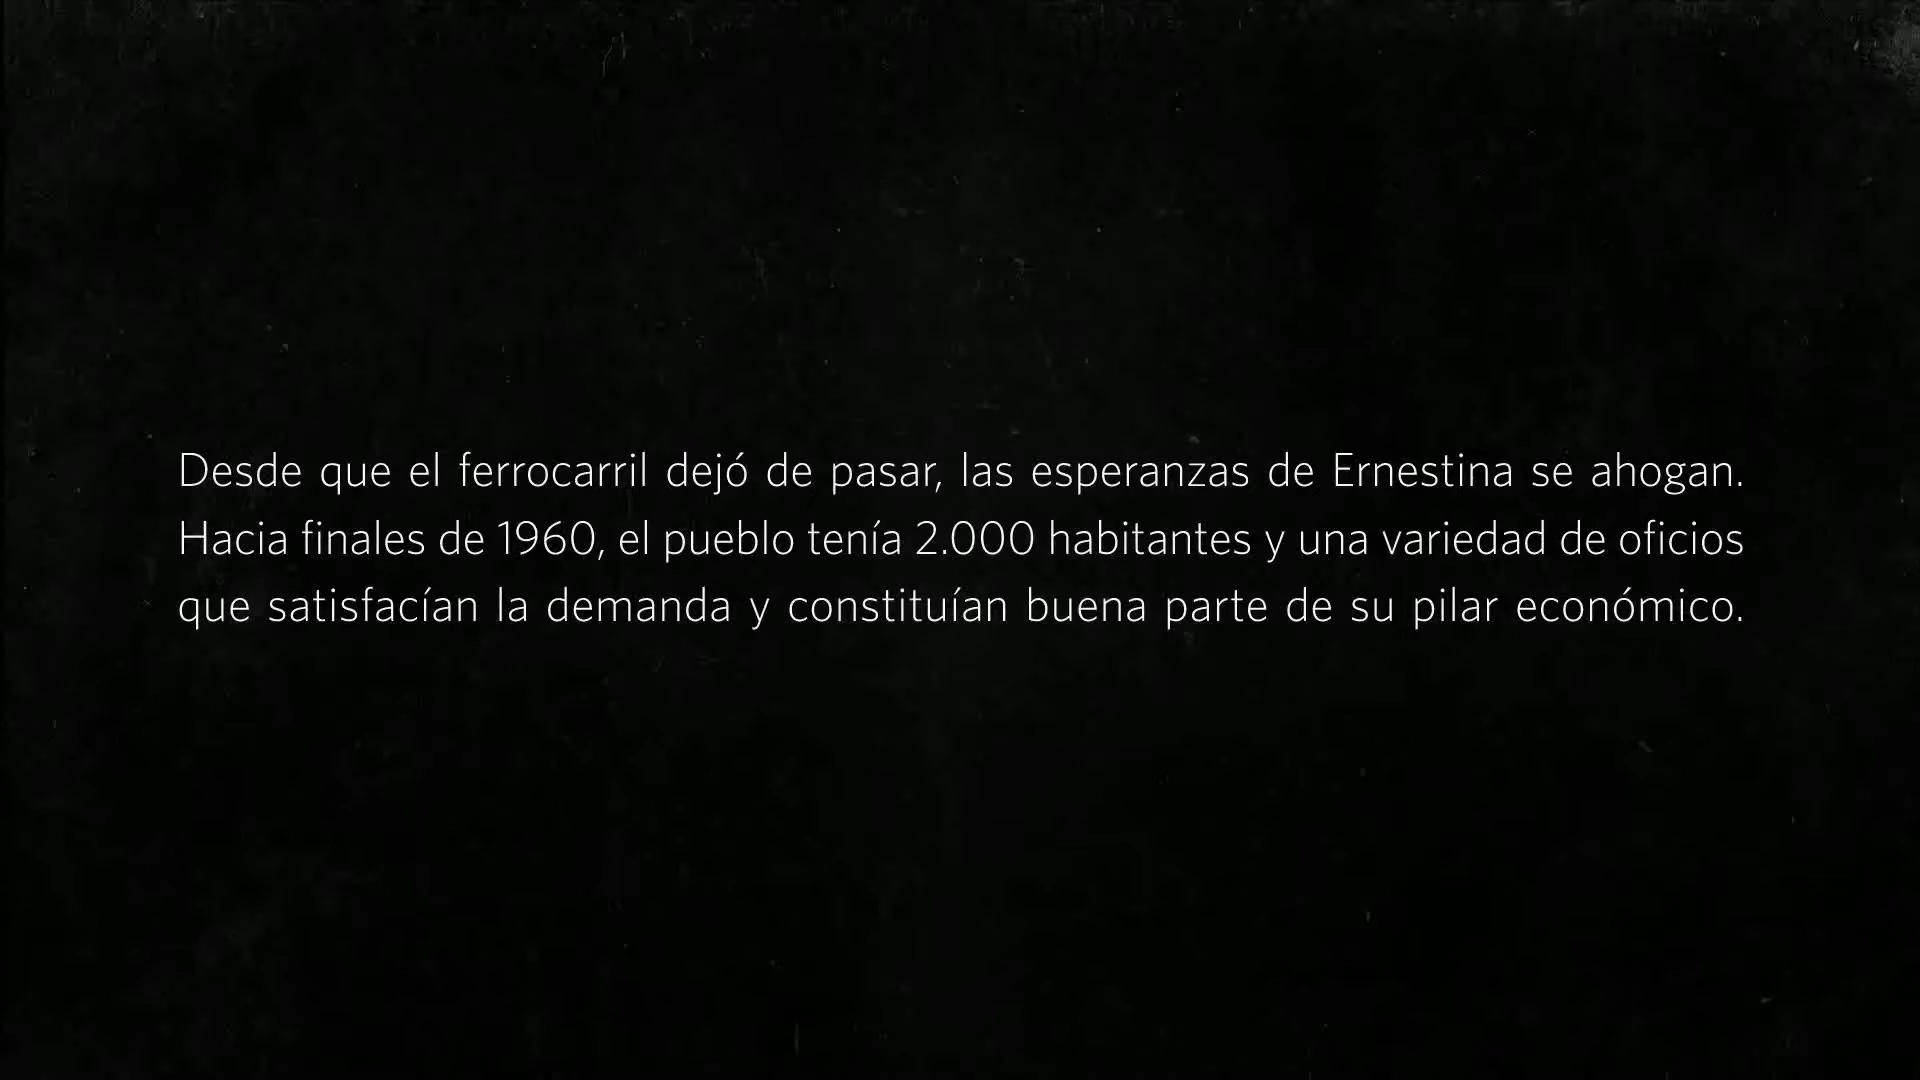 Desde que el ferrocarril dejó de pasar, las esperanzas de Ernestina se ahogan.
Hacia finales de 1960, el pueblo tenía 2.000 habitantes y una variedad de oficios
que satisfacían la demanda y constituían buena parte de su pilar económico.